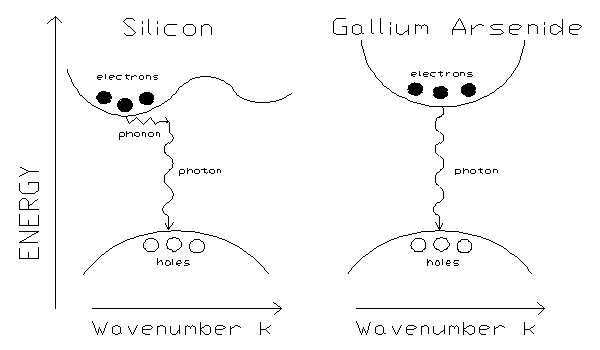 Silicon
Gallium Arsenide
electrons
electrons
phonon
photon
photon
ENERGY
holes
holes
Wavenumber k
Wavenumber k